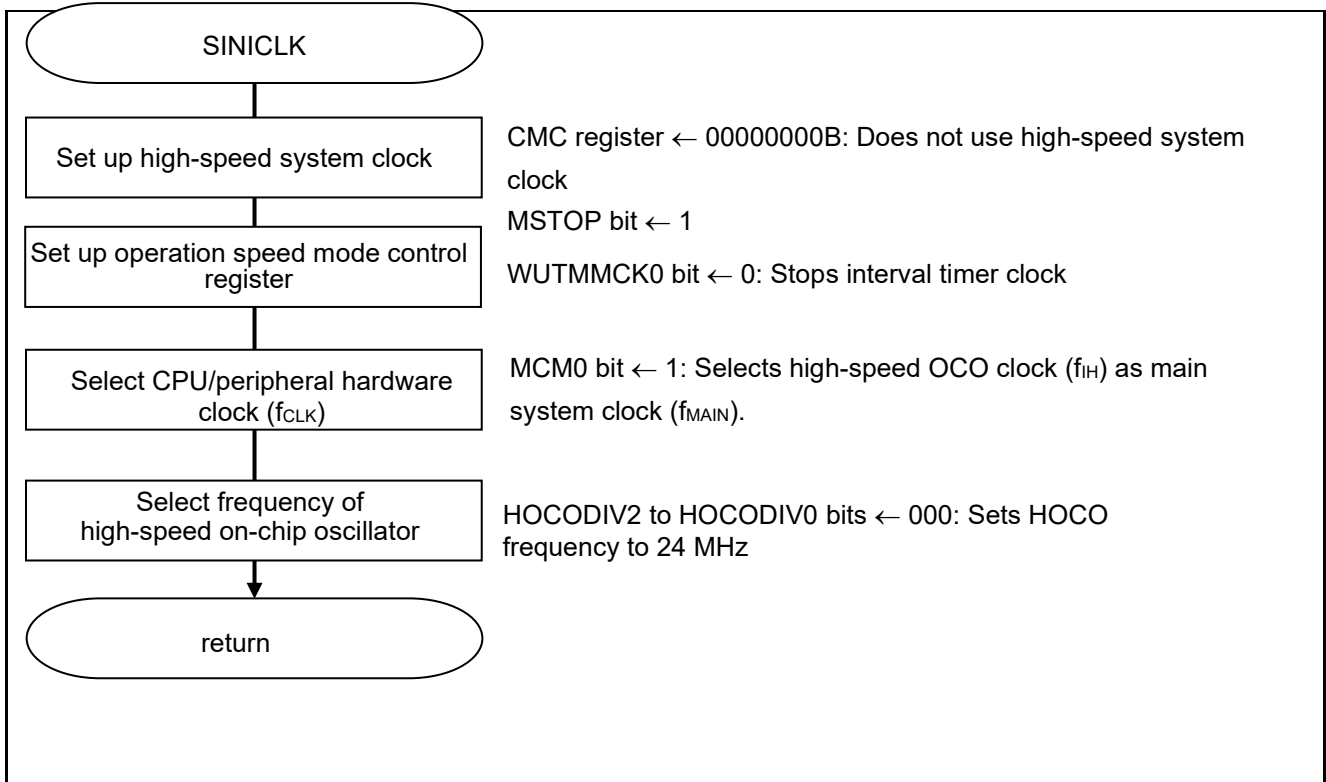 SINICLK
Set up high-speed system clock
CMC register ← 00000000B: Does not use high-speed system
clock
MSTOP bit ← 1
Set up operation speed mode control
register
WUTMMCK0 bit ← 0: Stops interval timer clock
Select CPU/peripheral hardware
clock (fCLK)
MCM0 bit ← 1: Selects high-speed OCO clock (fIH) as main
system clock (fMAIN).
Select frequency of
high-speed on-chip oscillator
HOCODIV2 to HOCODIV0 bits ← 000: Sets HOCO
frequency to 24 MHz
return